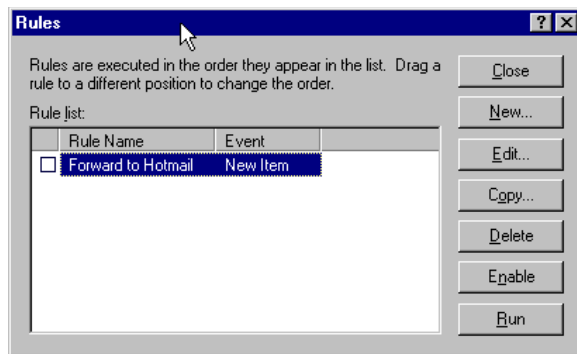 Rules
Rules are executed in the order they appear in the list. Drag a
rule to a different position to change the order.
Rule list:
Rule Name Event
Forward to Hotmail New Item
Close
New...
Edit...
Copy...
Delete
Enable
Run